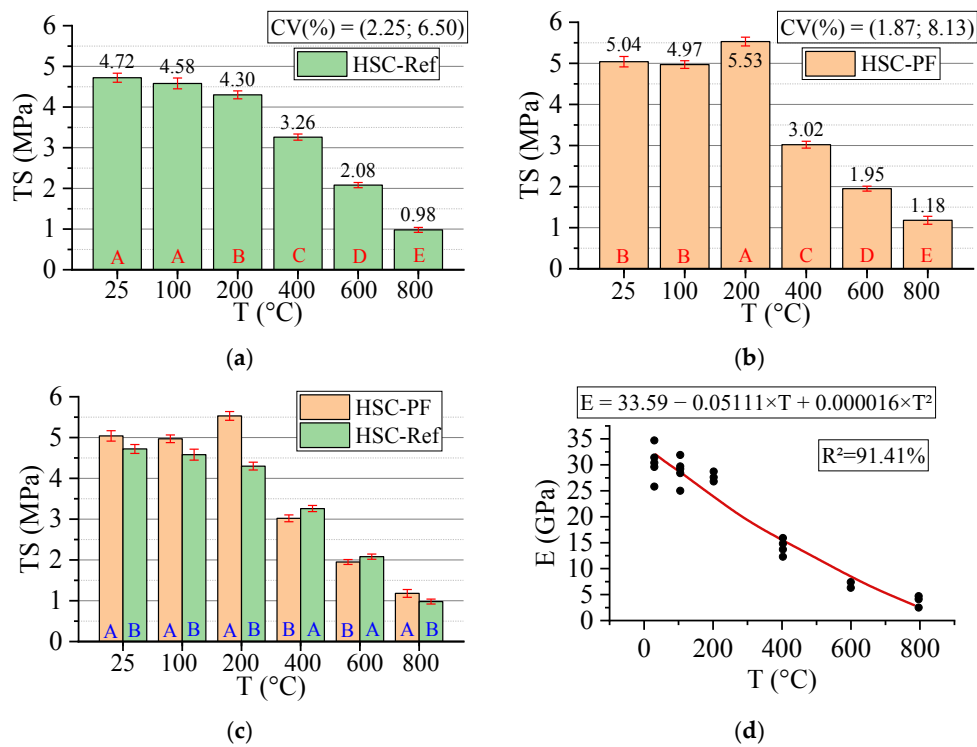 CV(%) = (2.25; 6.50)
HSC-Ref
TS (MPa)
6
5
4
3
2
1
0
4.72
4.58
4.30
3.26
2.08
0.98
A A B C D E
25 100 200 400 600 800
T (°C)
(a)
CV(%) = (1.87; 8.13)
HSC-PF
TS (MPa)
6
5
4
3
2
1
0
5.04
4.97
5.53
3.02
1.95
1.18
B B A C D E
25 100 200 400 600 800
T (°C)
(b)
HSC-PF
HSC-Ref
TS (MPa)
6
5
4
3
2
1
0
A B A B A B B A B A A B
25 100 200 400 600 800
T (°C)
(c)
E = 33.59 − 0.05111×T + 0.000016×T²
R²=91.41%
E (GPa)
35
30
25
20
15
10
5
0
0 200 400 600 800
T (°C)
(d)